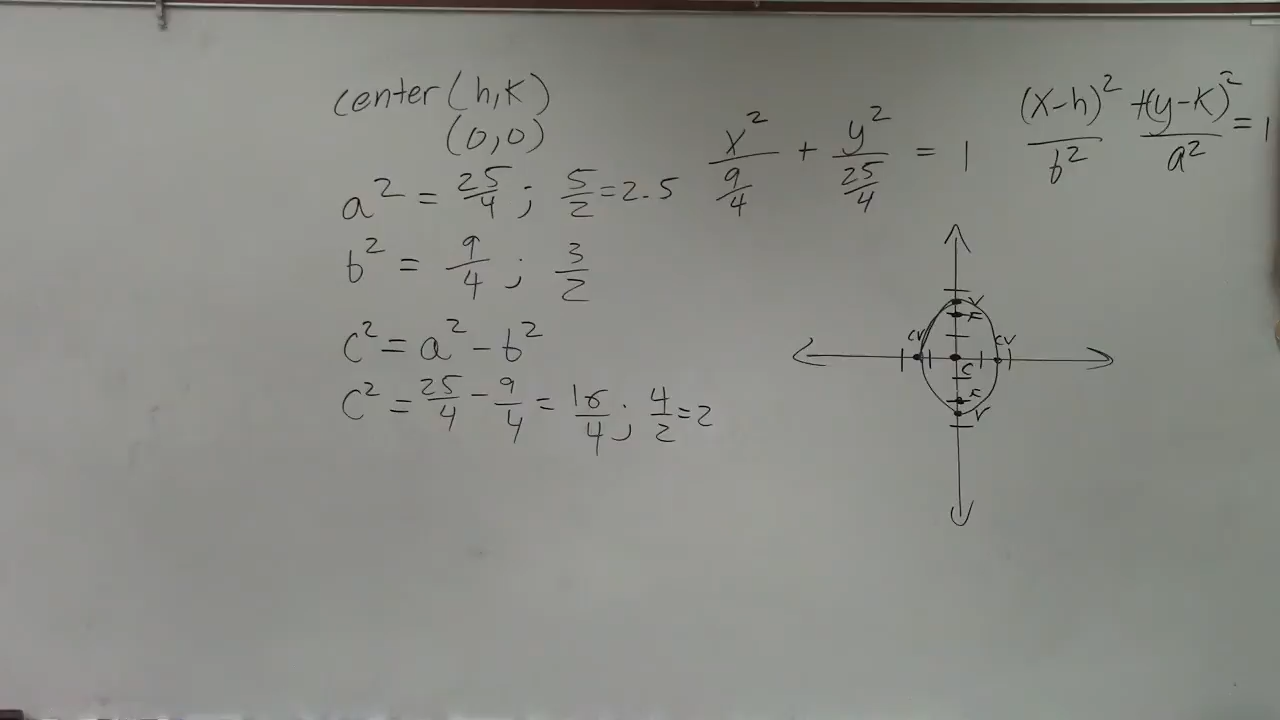 center (h,k)
(0,0)
a² = 25/4 ; 5/2 = 2.5
b² = 9/4 ; 3/2
c² = a² - b²
c² = 25/4 - 9/4 = 16/4 ; 4/2 = 2
x²/(9/4) + y²/(25/4) = 1
(x-h)²/b² + (y-k)²/a² = 1
V
F
CV
CV
C
F
V